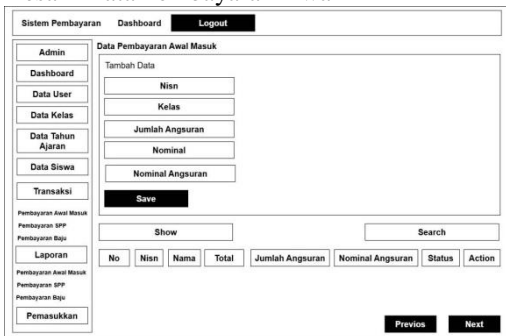 Sistem Pembayaran Dashboard Logout
Admin
Dashboard
Data User
Data Kelas
Data Tahun
Ajaran
Data Siswa
Transaksi
Pembayaran Awal Masuk
Pembayaran SPP
Pembayaran Baju
Laporan
Pembayaran Awal Masuk
Pembayaran SPP
Pembayaran Baju
Pemasukkan
Data Pembayaran Awal Masuk
Tambah Data
Nisn
Kelas
Jumlah Angsuran
Nominal
Nominal Angsuran
Save
Show Search
No Nisn Nama Total Jumlah Angsuran Nominal Angsuran Status Action
Previos Next